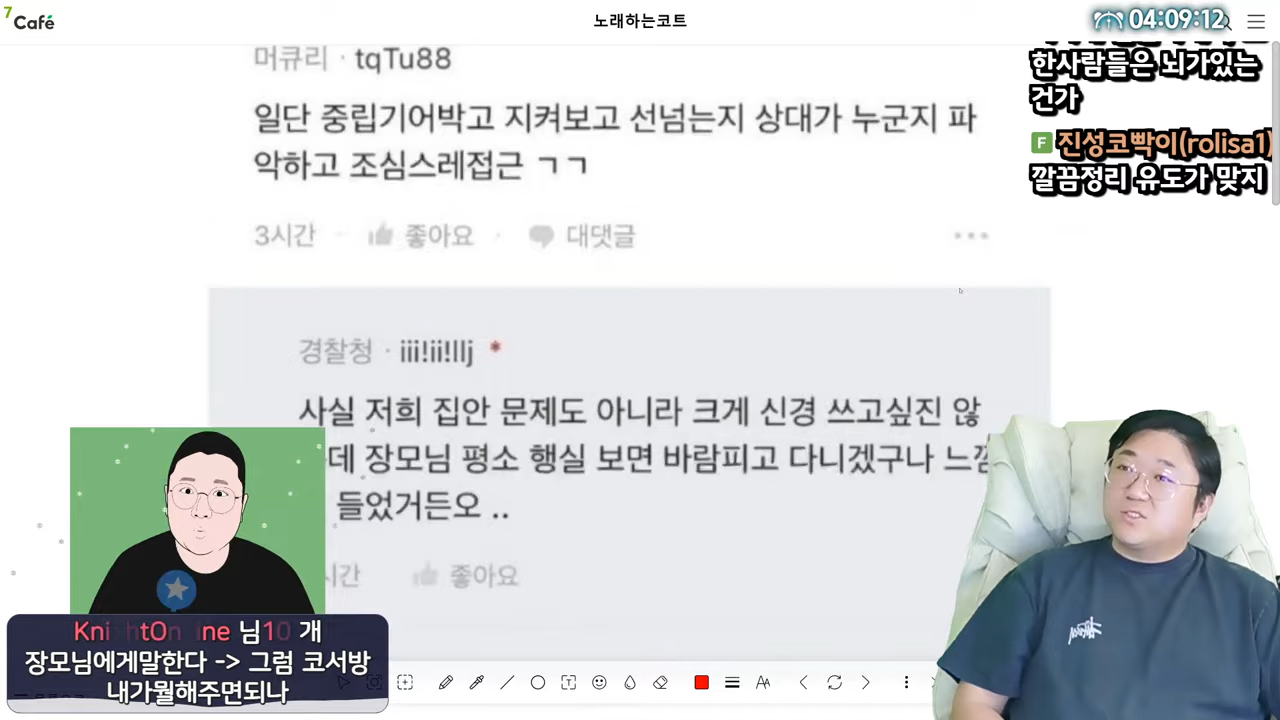 7
Café
노래하는코트
04:09:12
한사람들은 뇌가있는
건가
F 진성코빡이(rolisa1)
깔끔정리 유도가 맞지
머큐리 · tqTu88
일단 중립기어박고 지켜보고 선넘는지 상대가 누군지 파
악하고 조심스레접근 ㄱㄱ
3시간 · 좋아요 · 대댓글
경찰청 · iii!ii!llj *
사실 저희 집안 문제도 아니라 크게 신경 쓰고싶진 않
데 장모님 평소 행실 보면 바람피고 다니겠구나 느낌
들었거든오 ..
시간 좋아요
님10 개
장모님에게말한다 -> 그럼 코서방
내가뭘해주면되나